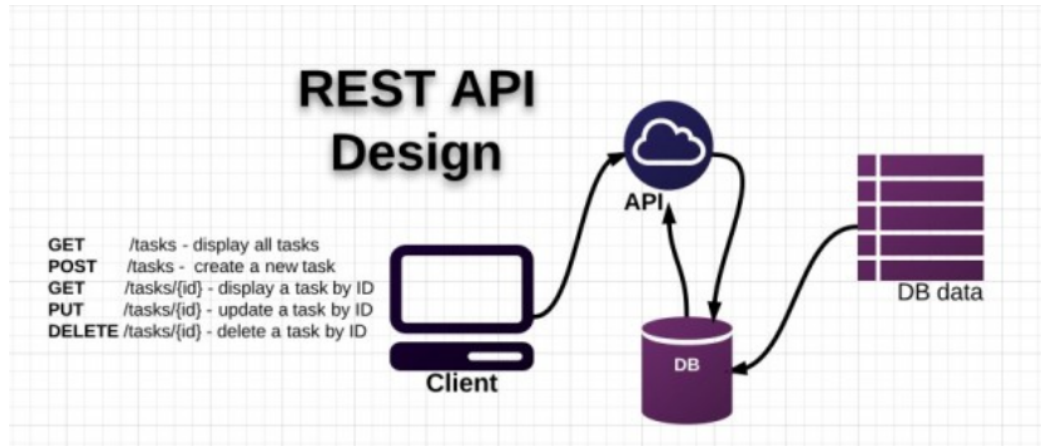 REST API
Design
GET /tasks - display all tasks
POST /tasks - create a new task
GET /tasks/{id} - display a task by ID
PUT /tasks/{id} - update a task by ID
DELETE /tasks/{id} - delete a task by ID
Client
API
DB
DB data